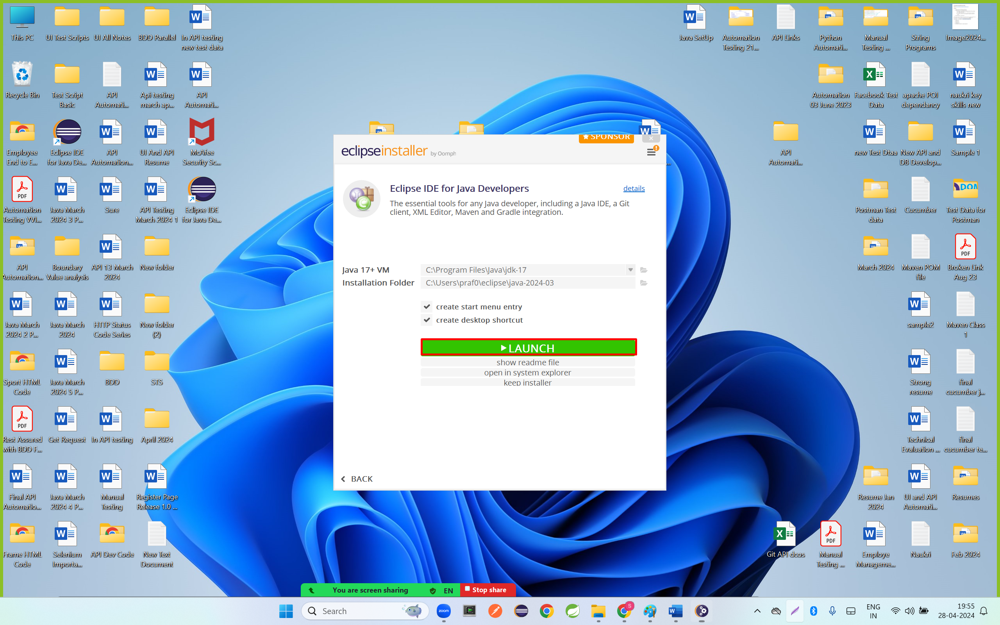 This PC
UI Test Scripts
UI All Notes
BDD Parallel
In API testing
new test data
Java SetUp
Automation
Testing 21...
API Links
Python
Automati...
Manual
Testing ...
String
Programs
Image2024...
Recycle Bin
Test Script
Basic
API
Automati...
Api testing
march ap...
API
Automati...
Automation
03 June 2023
Facebook Test
Data
apache POI
dependancy
naukri key
skills new
Employee
End to E...
Eclipse IDE
for Java De...
API
Automation...
UI And API
Resume
McAfee
Security Sc...
API
Automati...
new Test Dtaa
New API and
DB Develop...
Sample 1
Automation
Testing VVI...
Java March
2024 3 P...
Sure
API Testing
March 2024 1
Eclipse IDE
for Java De...
Postman Test
data
Cucumber
Test Data for
Postman
API
Automation...
Boundary
Value analysis
API 13 March
2024
New folder
March 2024
Maven POM
file
Broken Link
Aug 23
Java March
2024 2 P...
Java March
2024
HTTP Status
Code Series
New folder
(2)
sample2
Maven Class
1
Sport HTML
Code
Java March
2024 5 P...
BDD
STS
Strong
resume
final
cucumber j...
Rest Assured
with BDD F...
Get Request
In API testing
April 2024
Technical
Evaluation ...
final
cucumber te...
Final API
Automatio...
Java March
2024 4 P...
Manual
Testing
Register Page
Release 1.0 ...
Resume Jan
2024
UI and API
Automati...
Resumes
Frame HTML
Code
Selenium
Importa...
API Dev Code
New Text
Document
Git API dcos
Manual
Testing ...
Employe
Manageme...
Naukri
Feb 2024
SPONSOR
eclipseinstaller by Oomph
Eclipse IDE for Java Developers
details
The essential tools for any Java developer, including a Java IDE, a Git
client, XML Editor, Maven and Gradle integration.
Java 17+ VM
C:\Program Files\Java\jdk-17
Installation Folder
C:\Users\praf0\eclipse\java-2024-03
create start menu entry
create desktop shortcut
LAUNCH
show readme file
open in system explorer
keep installer
BACK
You are screen sharing
EN
Stop share
Search
zoom
S
ENG
IN
19:55
28-04-2024